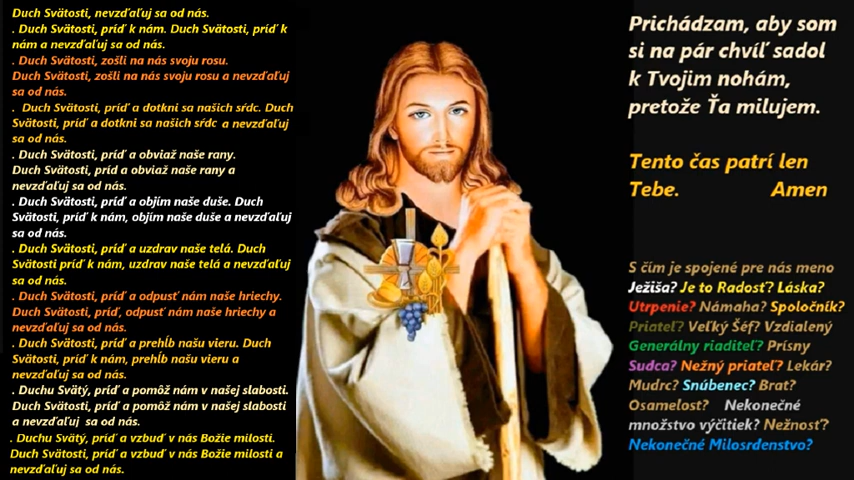 Duch Svätosti, nevzďaľuj sa od nás.
. Duch Svätosti, príď k nám. Duch Svätosti, príď k
nám a nevzďaľuj sa od nás.
. Duch Svätosti, zošli na nás svoju rosu.
Duch Svätosti, zošli na nás svoju rosu a nevzďaľuj
sa od nás.
. Duch Svätosti, príď a dotkni sa našich sŕdc. Duch
Svätosti, príď a dotkni sa našich sŕdc a nevzďaľuj
sa od nás.
. Duch Svätosti, príď a obviaž naše rany.
Duch Svätosti, príď a obviaž naše rany a
nevzďaľuj sa od nás.
. Duch Svätosti, príď a objím naše duše. Duch
Svätosti, príď k nám, objím naše duše a nevzďaľuj
sa od nás.
. Duch Svätosti, príď a uzdrav naše telá. Duch
Svätosti príď k nám, uzdrav naše telá a nevzďaľuj
sa od nás.
. Duch Svätosti, príď a odpusť nám naše hriechy.
Duch Svätosti, príď, odpusť nám naše hriechy a
nevzďaľuj sa od nás.
. Duch Svätosti, príď a prehĺb našu vieru. Duch
Svätosti, príď k nám, prehĺb našu vieru a
nevzďaľuj sa od nás.
. Duchu Svätý, príď a pomôž nám v našej slabosti.
Duch Svätosti, príď a pomôž nám v našej slabosti
a nevzďaľuj sa od nás.
. Duchu Svätý, príď a vzbuď v nás Božie milosti.
Duch Svätosti, príď a vzbuď v nás Božie milosti a
nevzďaľuj sa od nás.
Prichádzam, aby som
si na pár chvíľ sadol
k Tvojim nohám,
pretože Ťa milujem.
Tento čas patrí len
Tebe. Amen
S čím je spojené pre nás meno
Ježiša? Je to Radosť? Láska?
Utrpenie? Námaha? Spoločník?
Priateľ? Veľký Šéf? Vzdialený
Generálny riaditeľ? Prísny
Sudca? Nežný priateľ? Lekár?
Mudrc? Snúbenec? Brat?
Osamelosť? Nekonečné
množstvo výčitiek? Nežnosť?
Nekonečné Milosrdenstvo?